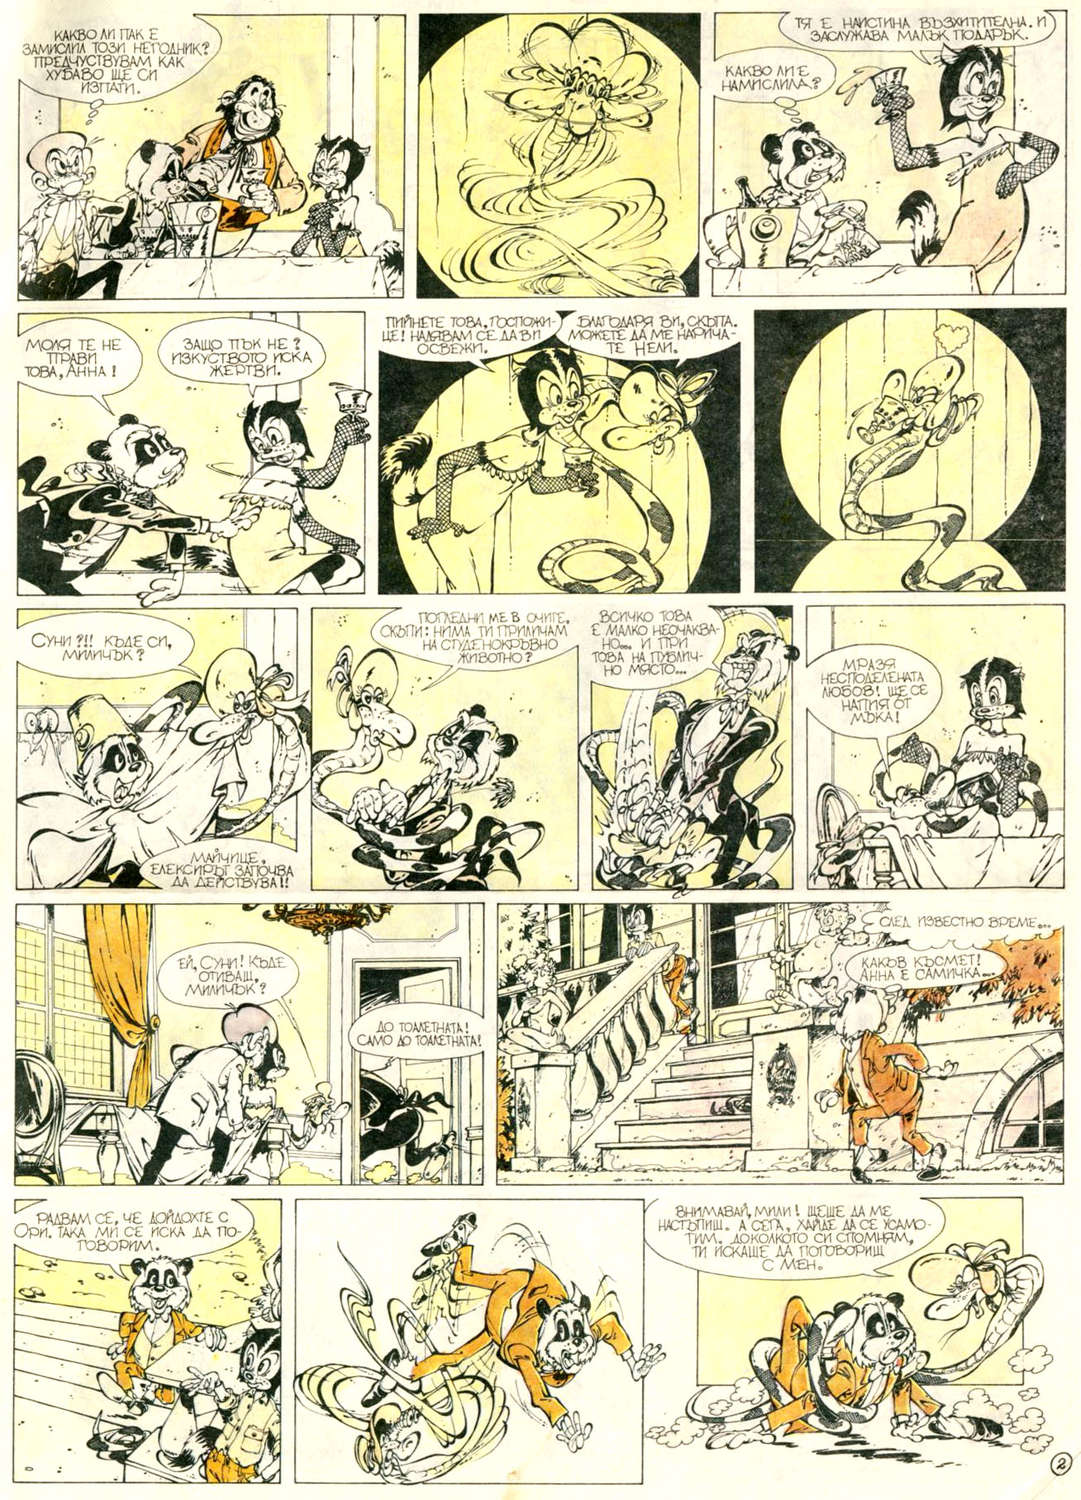 КАКВО ЛИ ПАК Е
ЗАМИСЛИЛ ТОЗИ НЕГОДНИК?
ПРЕДЧУСТВУВАМ КАК
ХУБАВО ЩЕ СИ
ИЗПАТИ.
ТЯ Е НАИСТИНА ВЪЗХИТИТЕЛНА. И
ЗАСЛУЖАВА МАЛЪК ПОДАРЪК.
КАКВО ЛИ Е
НАМИСЛИЛА?
МОЛЯ ТЕ НЕ
ПРАВИ
ТОВА, АННА!
ЗАЩО ПЪК НЕ?
ИЗКУСТВОТО ИСКА
ЖЕРТВИ.
ПИЙНЕТЕ ТОВА, ГОСПОЖИ-
ЦЕ! НАДЯВАМ СЕ ДА ВИ
ОСВЕЖИ.
БЛАГОДАРЯ ВИ, СКЪПА.
МОЖЕТЕ ДА МЕ НАРИЧА-
ТЕ НЕЛИ.
СУНИ?!! КЪДЕ СИ,
МИЛИЧЪК?
МАЙЧИЦЕ,
ЕЛЕКСИРЪТ ЗАПОЧВА
ДА ДЕЙСТВУВА!!
ПОГЛЕДНИ МЕ В ОЧИТЕ,
СКЪПИ: НИМА ТИ ПРИЛИЧАМ
НА СТУДЕНОКРЪВНО
ЖИВОТНО?
ВСИЧКО ТОВА
Е МАЛКО НЕОЧАКВА-
НО... И ПРИ
ТОВА НА ПУБЛИЧ-
НО МЯСТО...
МРАЗЯ
НЕСПОДЕЛЕНАТА
ЛЮБОВ! ЩЕ СЕ
НАПИЯ ОТ
МЪКА!
ЕЙ, СУНИ! КЪДЕ
ОТИВАШ,
МИЛИЧЪК?
ДО ТОАЛЕТНАТА!
САМО ДО ТОАЛЕТНАТА!
СЛЕД ИЗВЕСТНО ВРЕМЕ...
КАКЪВ КЪСМЕТ!
АННА Е САМИЧКА...
РАДВАМ СЕ, ЧЕ ДОЙДОХТЕ С
ОРИ. ТАКА МИ СЕ ИСКА ДА ПО-
ГОВОРИМ.
ВНИМАВАЙ, МИЛИ! ЩЕШЕ ДА МЕ
НАСТЪПИШ. А СЕГА, ХАЙДЕ ДА СЕ УСАМО-
ТИМ. ДОКОЛКОТО СИ СПОМНЯМ,
ТИ ИСКАШЕ ДА ПОГОВОРИШ
С МЕН.
2